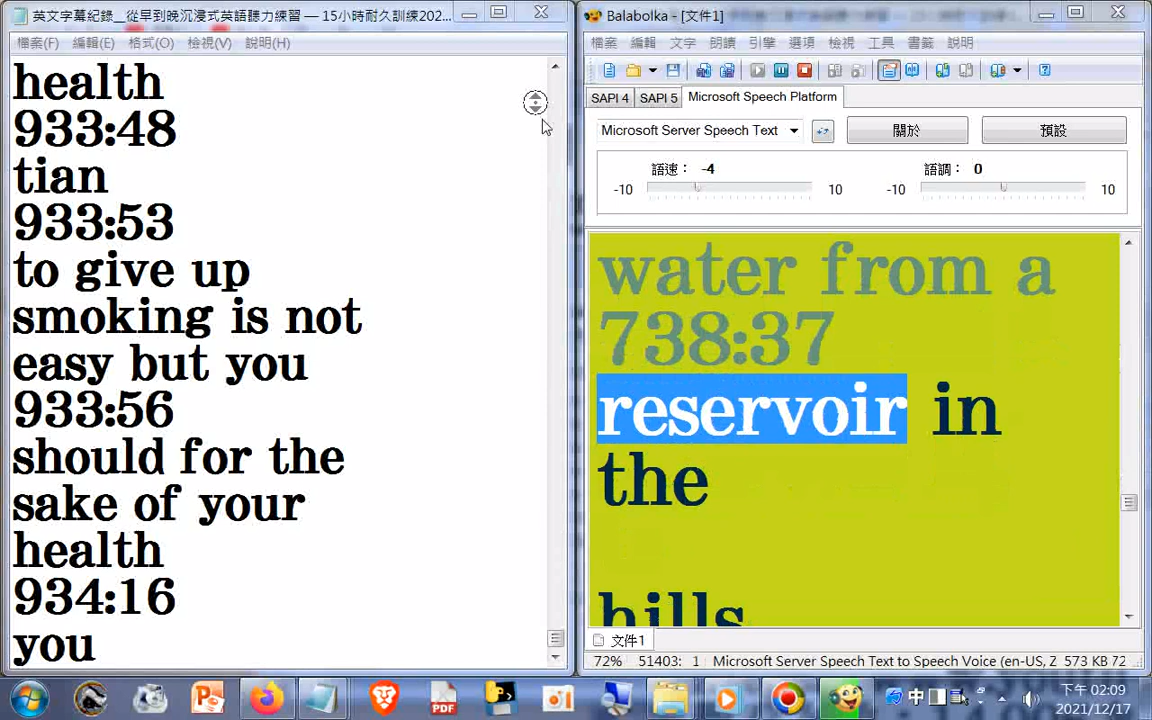 英文字幕紀錄__從早到晚沉浸式英語聽力練習 — 15小時耐久訓練202...
檔案(F) 編輯(E) 格式(O) 檢視(V) 說明(H)
health
933:48
tian
933:53
to give up
smoking is not
easy but you
933:56
should for the
sake of your
health
934:16
you
Balabolka - [文件1]
檔案 編輯 文字 朗讀 引擎 選項 檢視 工具 書籤 說明
SAPI 4 SAPI 5 Microsoft Speech Platform
Microsoft Server Speech Text 關於 預設
語速： -4 語調： 0
-10 10 -10 10
water from a
738:37
reservoir in
the
hills
文件1
72% 51403: 1 Microsoft Server Speech Text to Speech Voice (en-US, Z 573 KB 72
PDF
中
下午 02:09
2021/12/17